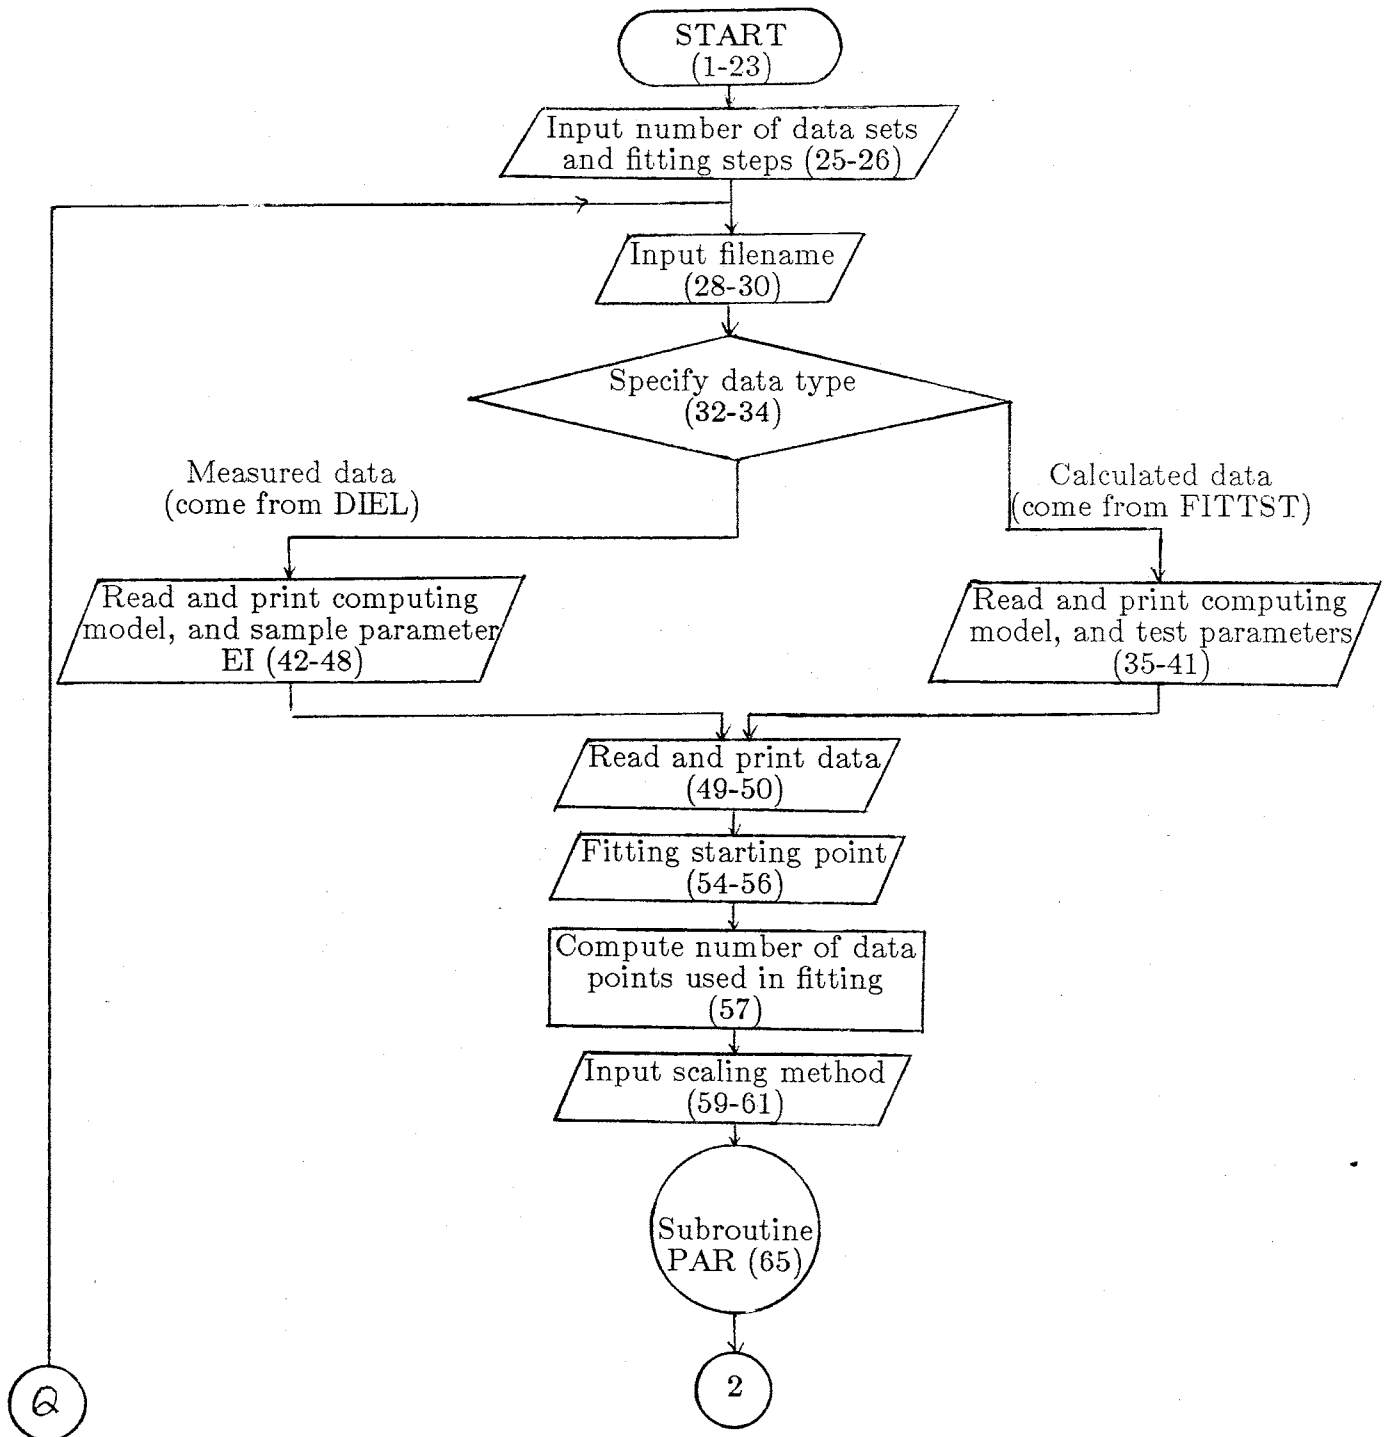 START
(1-23)
Input number of data sets
and fitting steps (25-26)
Input filename
(28-30)
Specify data type
(32-34)
Measured data
(come from DIEL)
Calculated data
(come from FITTST)
Read and print computing
model, and sample parameter
EI (42-48)
Read and print computing
model, and test parameters
(35-41)
Read and print data
(49-50)
Fitting starting point
(54-56)
Compute number of data
points used in fitting
(57)
Input scaling method
(59-61)
Subroutine
PAR (65)
2
Q